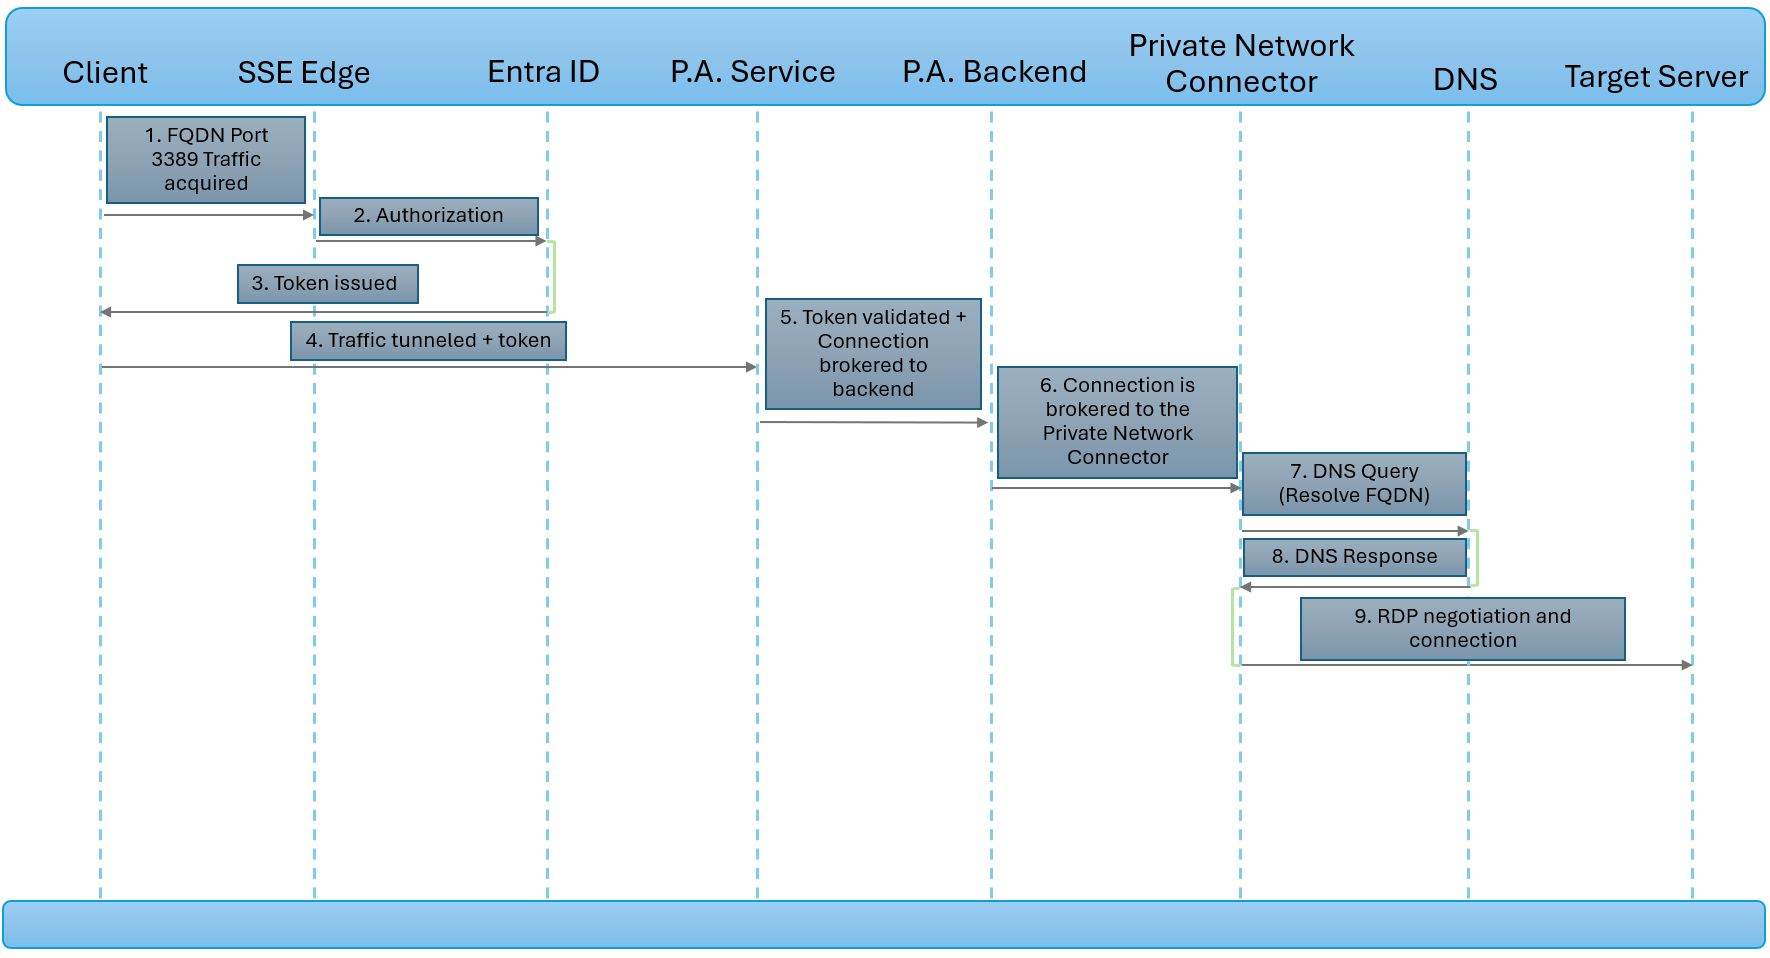 Client
SSE Edge
Entra ID
P.A. Service
P.A. Backend
Private Network
Connector
DNS
Target Server
1. FQDN Port
3389 Traffic
acquired
2. Authorization
3. Token issued
4. Traffic tunneled + token
5. Token validated +
Connection
brokered to
backend
6. Connection is
brokered to the
Private Network
Connector
7. DNS Query
(Resolve FQDN)
8. DNS Response
9. RDP negotiation and
connection